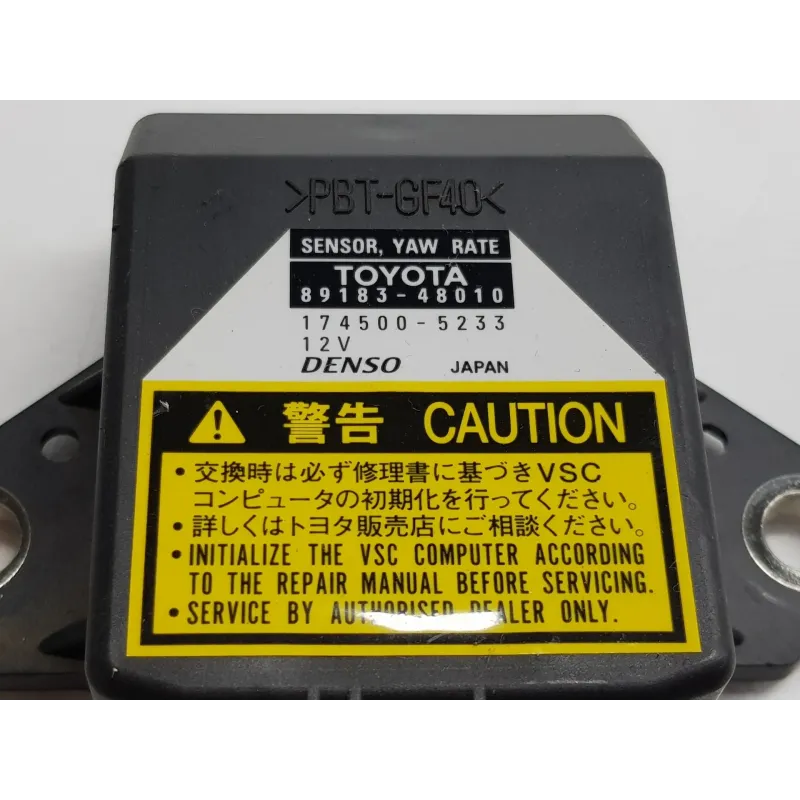 >PBT-GF40<
SENSOR, YAW RATE
TOYOTA
89183-48010
174500-5233
12V
DENSO JAPAN
警告 CAUTION
・交換時は必ず修理書に基づきVSC
コンピュータの初期化を行ってください。
・詳しくはトヨタ販売店にご相談ください。
・INITIALIZE THE VSC COMPUTER ACCORDING
TO THE REPAIR MANUAL BEFORE SERVICING.
・SERVICE BY AUTHORISED DEALER ONLY.